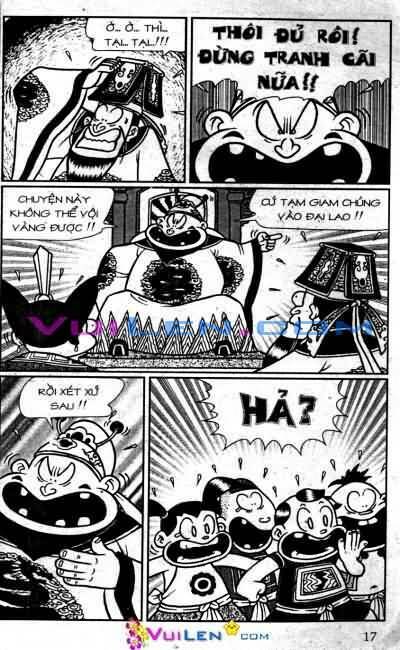 Ở... Ở... THÌ...
TẠI... TẠI...!!
THÔI ĐỦ RỒI!
ĐỪNG TRANH CÃI
NỮA!!
CHUYỆN NÀY
KHÔNG THỂ VỘI
VÀNG ĐƯỢC!!
CỨ TẠM GIAM CHÚNG
VÀO ĐẠI LAO!!
VUILEN.COM
RỒI XÉT XỬ
SAU!!
HẢ?
17
VUILEN.COM